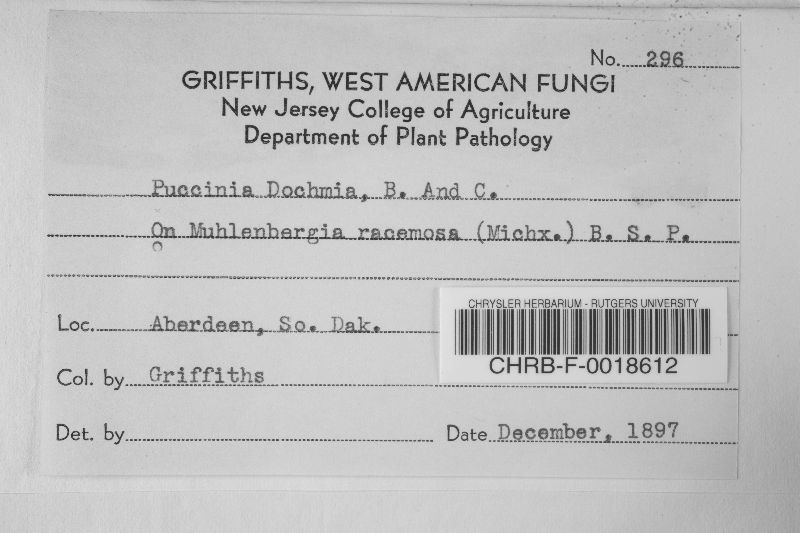 No. 296
GRIFFITHS, WEST AMERICAN FUNGI
New Jersey College of Agriculture
Department of Plant Pathology
Puccinia Dochmia, B. And C.
On Muhlenbergia racemosa (Michx.) B. S. P.
Loc. Aberdeen, So. Dak.
CHRYSLER HERBARIUM - RUTGERS UNIVERSITY
CHRB-F-0018612
Col. by Griffiths
Det. by
Date December, 1897